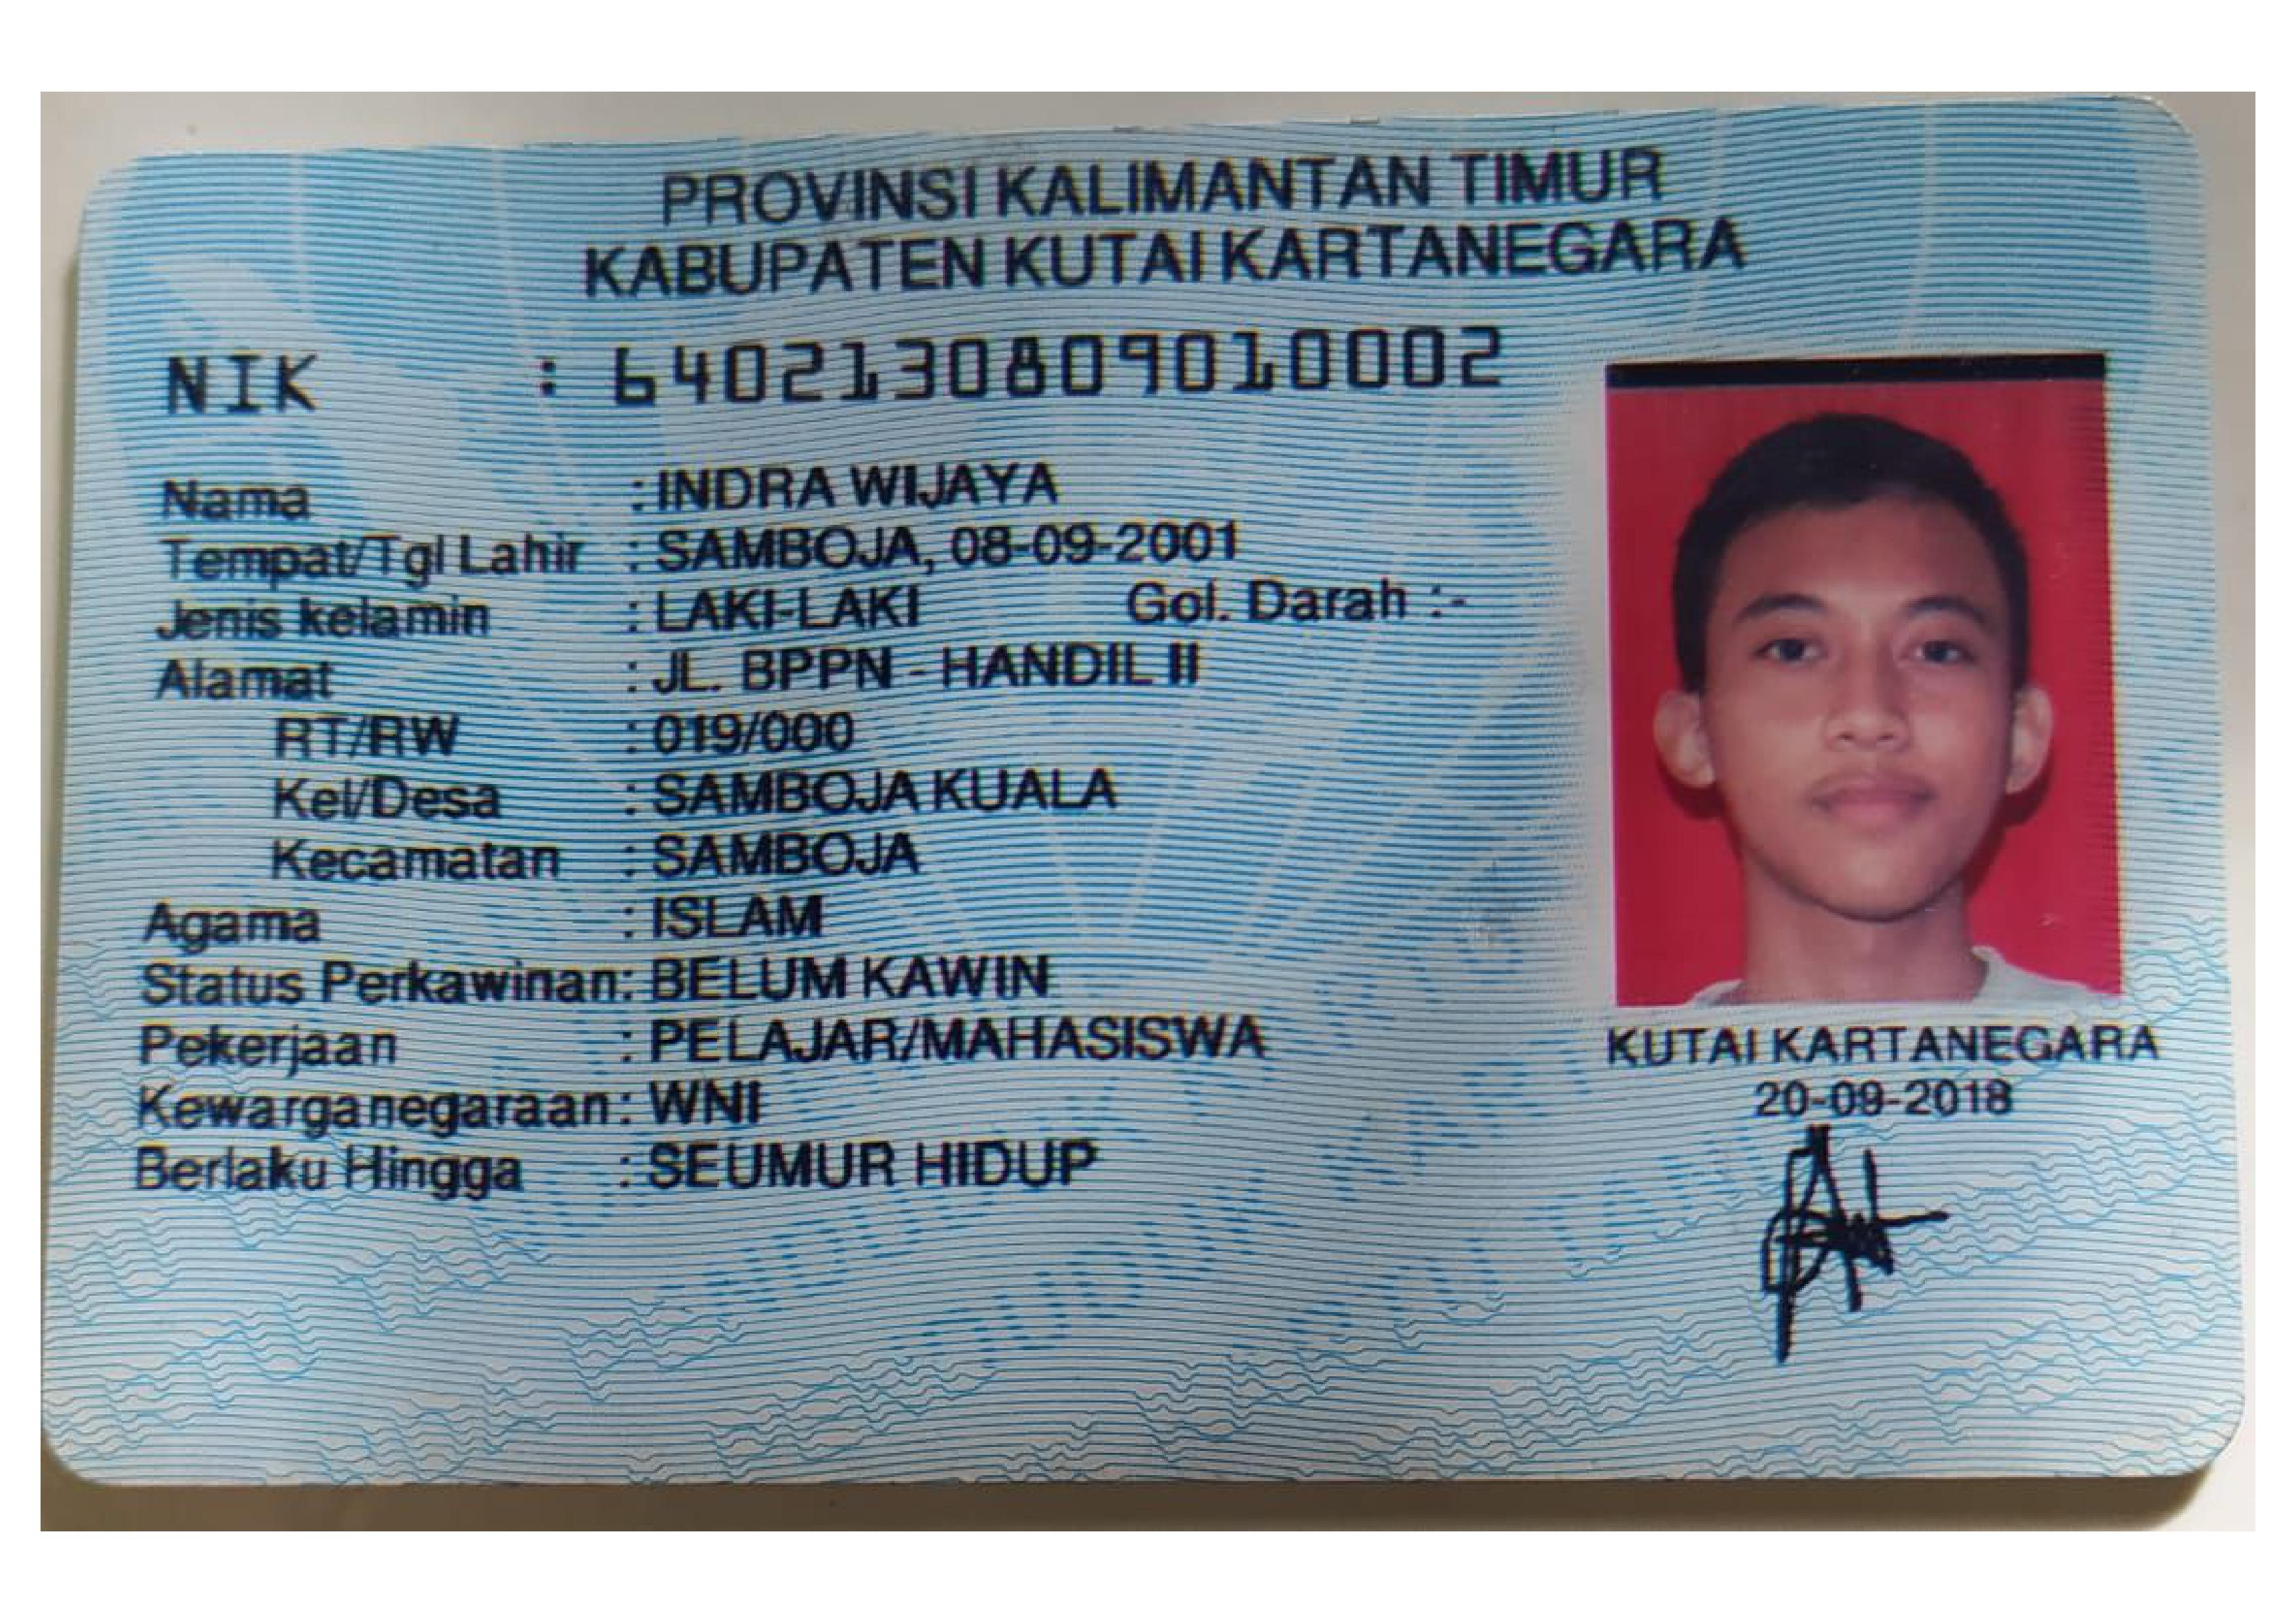 PROVINSI KALIMANTAN TIMUR
KABUPATEN KUTAI KARTANEGARA
NIK : 6402130809010002
Nama : INDRA WIJAYA
Tempat/Tgl Lahir : SAMBOJA, 08-09-2001
Jenis kelamin : LAKI-LAKI Gol. Darah : -
Alamat : JL. BPPN - HANDIL II
RT/RW : 019/000
Kel/Desa : SAMBOJA KUALA
Kecamatan : SAMBOJA
Agama : ISLAM
Status Perkawinan: BELUM KAWIN
Pekerjaan : PELAJAR/MAHASISWA
Kewarganegaraan: WNI
Berlaku Hingga : SEUMUR HIDUP
KUTAI KARTANEGARA
20-09-2018